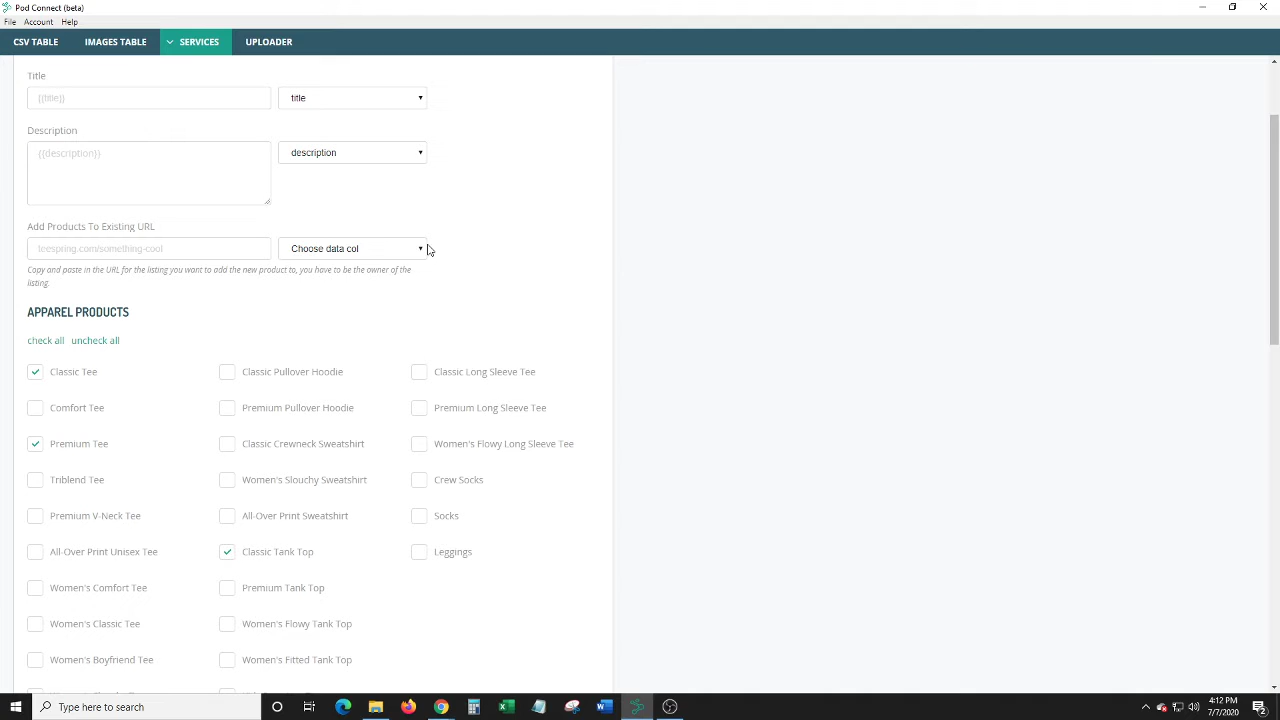 Pod Connect (beta)
File Account Help
CSV TABLE IMAGES TABLE SERVICES UPLOADER
Title
{{title}} title
Description
{{description}} description
Add Products To Existing URL
teespring.com/something-cool Choose data col
Copy and paste in the URL for the listing you want to add the new product to, you have to be the owner of the
listing.
APPAREL PRODUCTS
check all uncheck all
Classic Tee Classic Pullover Hoodie Classic Long Sleeve Tee
Comfort Tee Premium Pullover Hoodie Premium Long Sleeve Tee
Premium Tee Classic Crewneck Sweatshirt Women's Flowy Long Sleeve Tee
Triblend Tee Women's Slouchy Sweatshirt Crew Socks
Premium V-Neck Tee All-Over Print Sweatshirt Socks
All-Over Print Unisex Tee Classic Tank Top Leggings
Women's Comfort Tee Premium Tank Top
Women's Classic Tee Women's Flowy Tank Top
Women's Boyfriend Tee Women's Fitted Tank Top
Type here to search
4:12 PM
7/7/2020